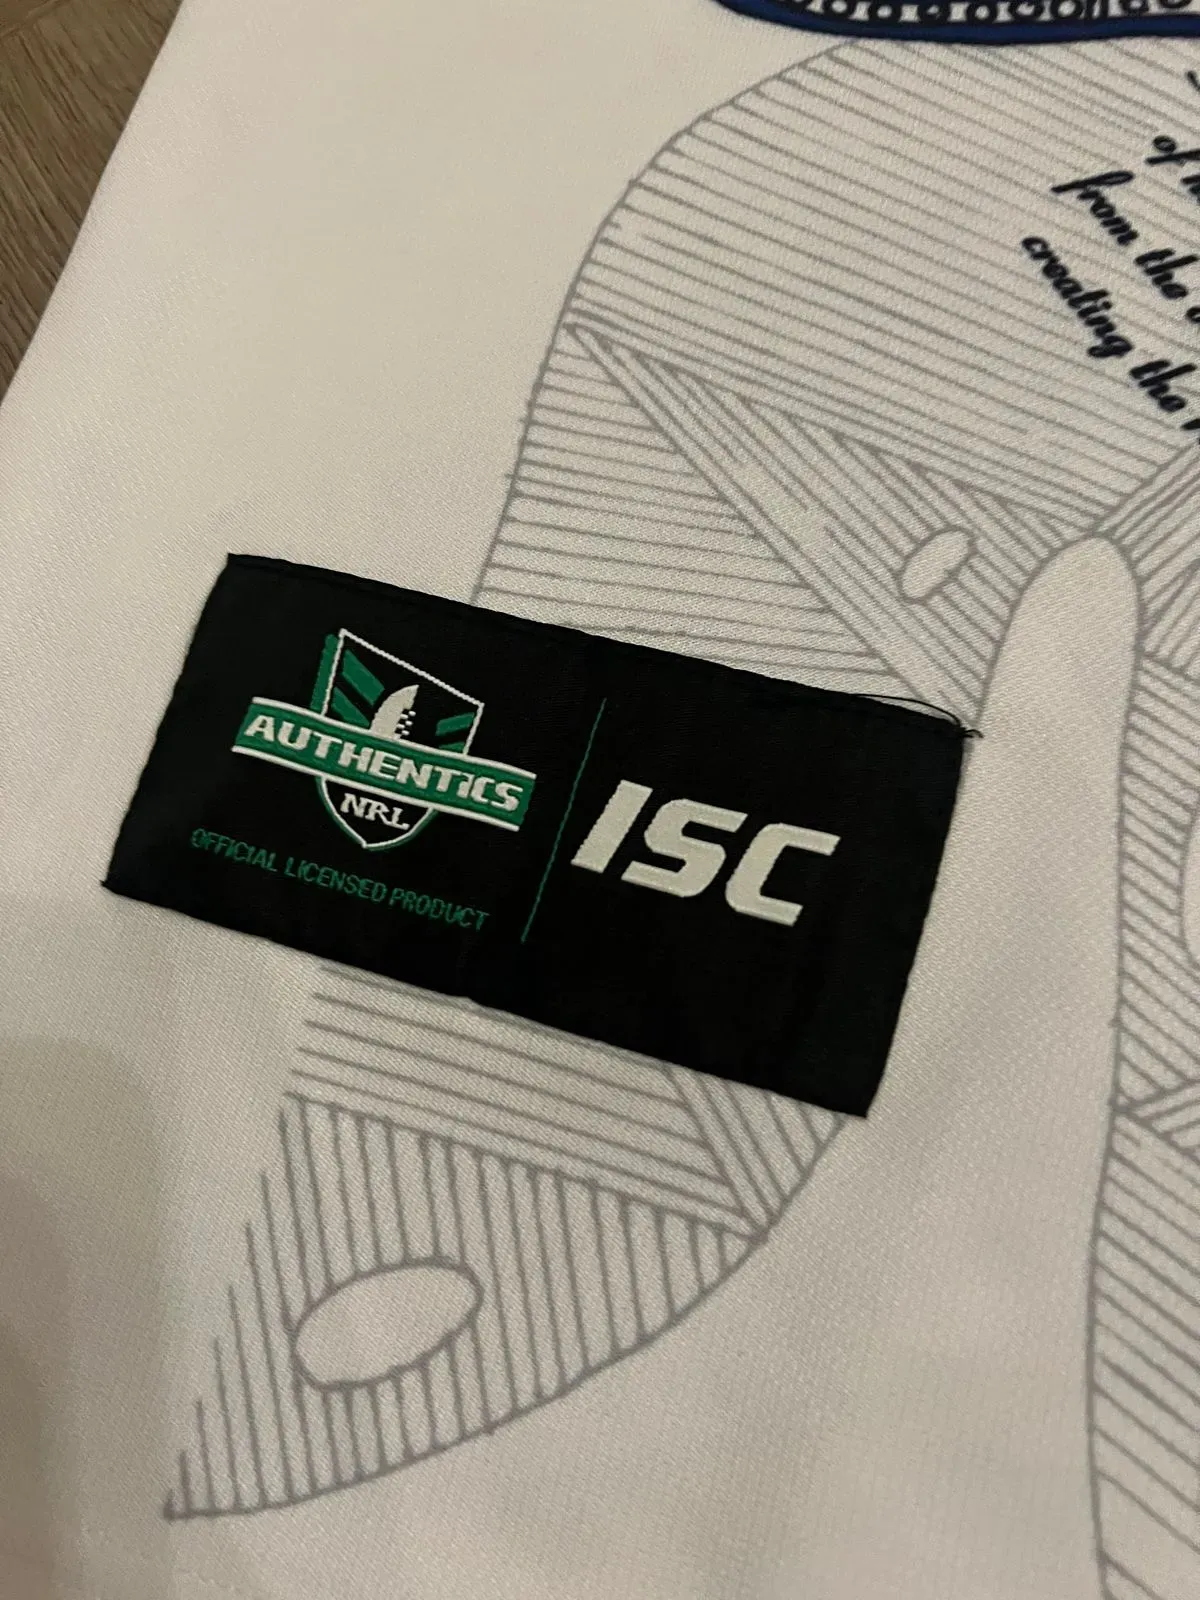 from the
creating the
AUTHENTICS
NRL
OFFICIAL LICENSED PRODUCT
ISC